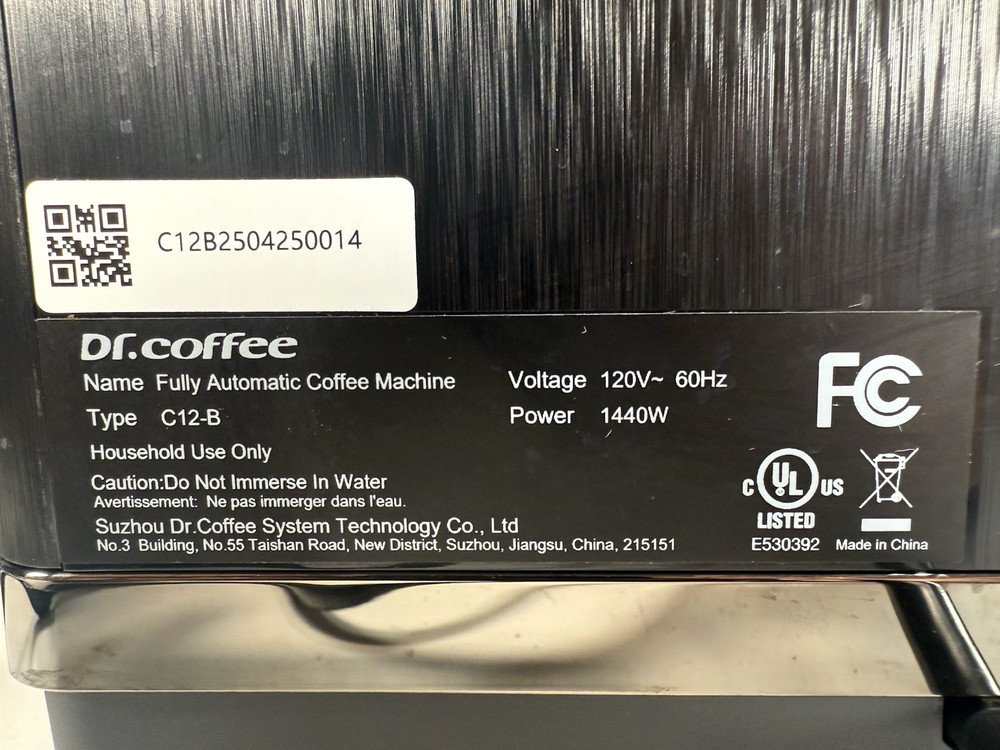 C12B2504250014
Dr.coffee
Name Fully Automatic Coffee Machine
Type C12-B
Household Use Only
Caution:Do Not Immerse In Water
Avertissement: Ne pas immerger dans l'eau.
Suzhou Dr.Coffee System Technology Co., Ltd
No.3 Building, No.55 Taishan Road, New District, Suzhou, Jiangsu, China, 215151
Voltage 120V~ 60Hz
Power 1440W
FC
C UL US
LISTED
E530392
Made in China